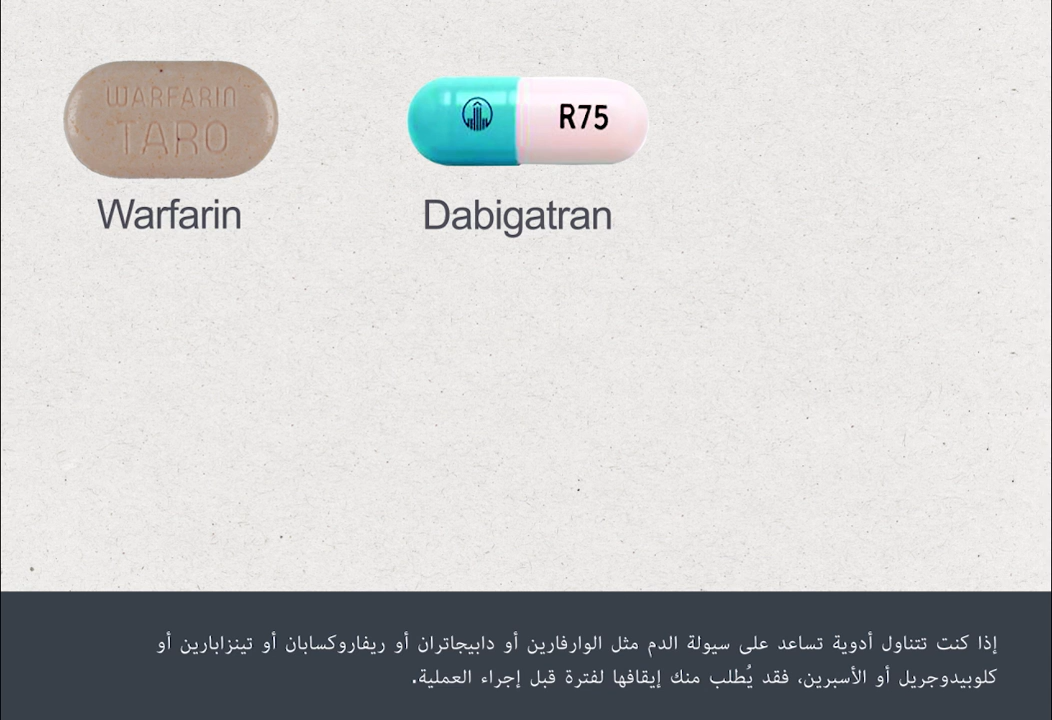 WARFARIN
TARO
R75
Warfarin
Dabigatran
إذا كنت تتناول أدوية تساعد على سيولة الدم مثل الوارفارين أو دابيجاتران أو ريفاروكسابان أو تينزابارين أو
كلوبيدوجريل أو الأسبرين، فقد يُطلب منك إيقافها لفترة قبل إجراء العملية.